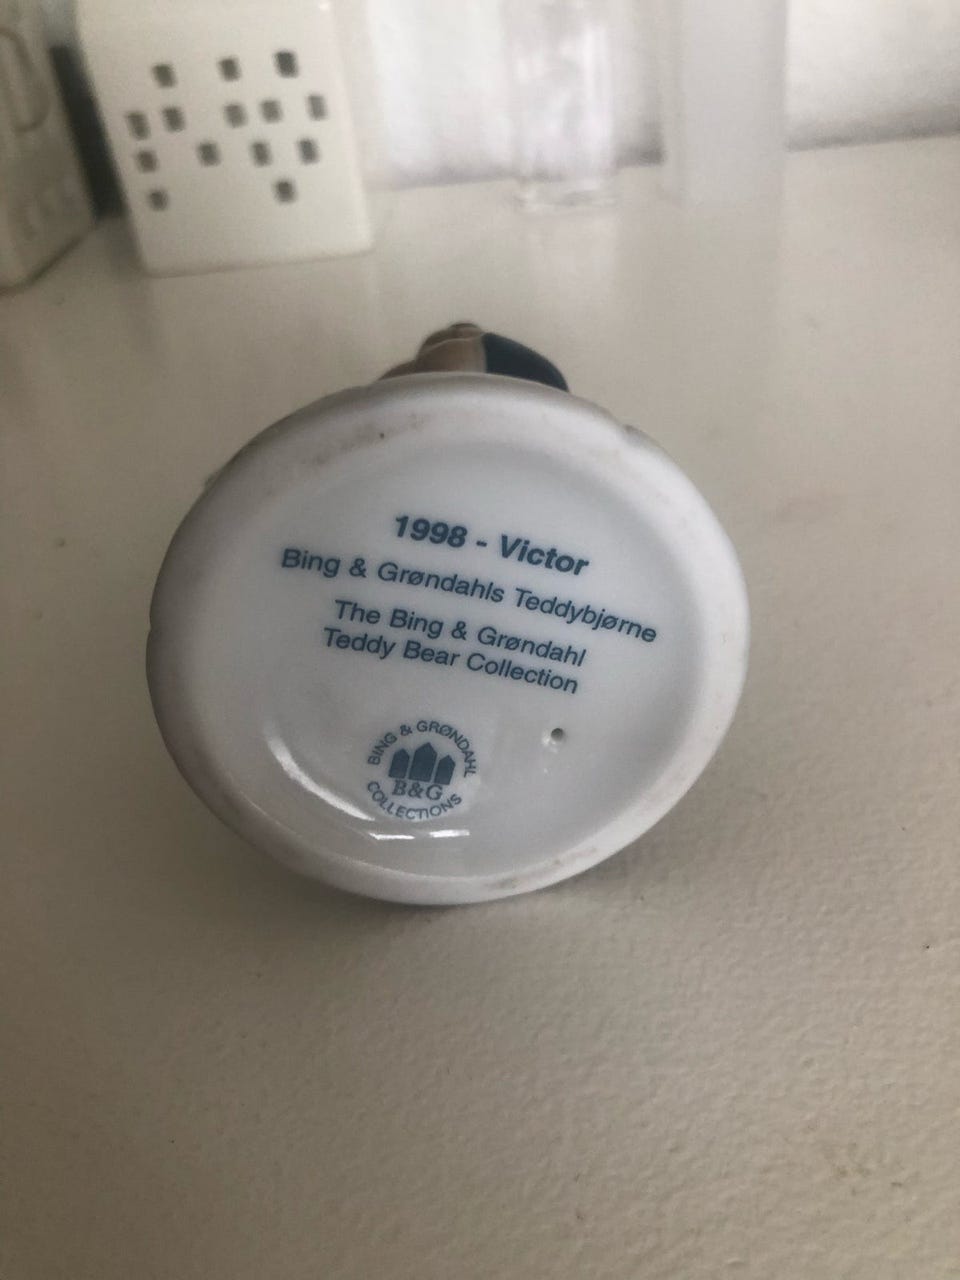 1998 - Victor
Bing & Grøndahls Teddybjørne
The Bing & Grøndahl
Teddy Bear Collection
BING & GRØNDAHL
B&G
COLLECTIONS